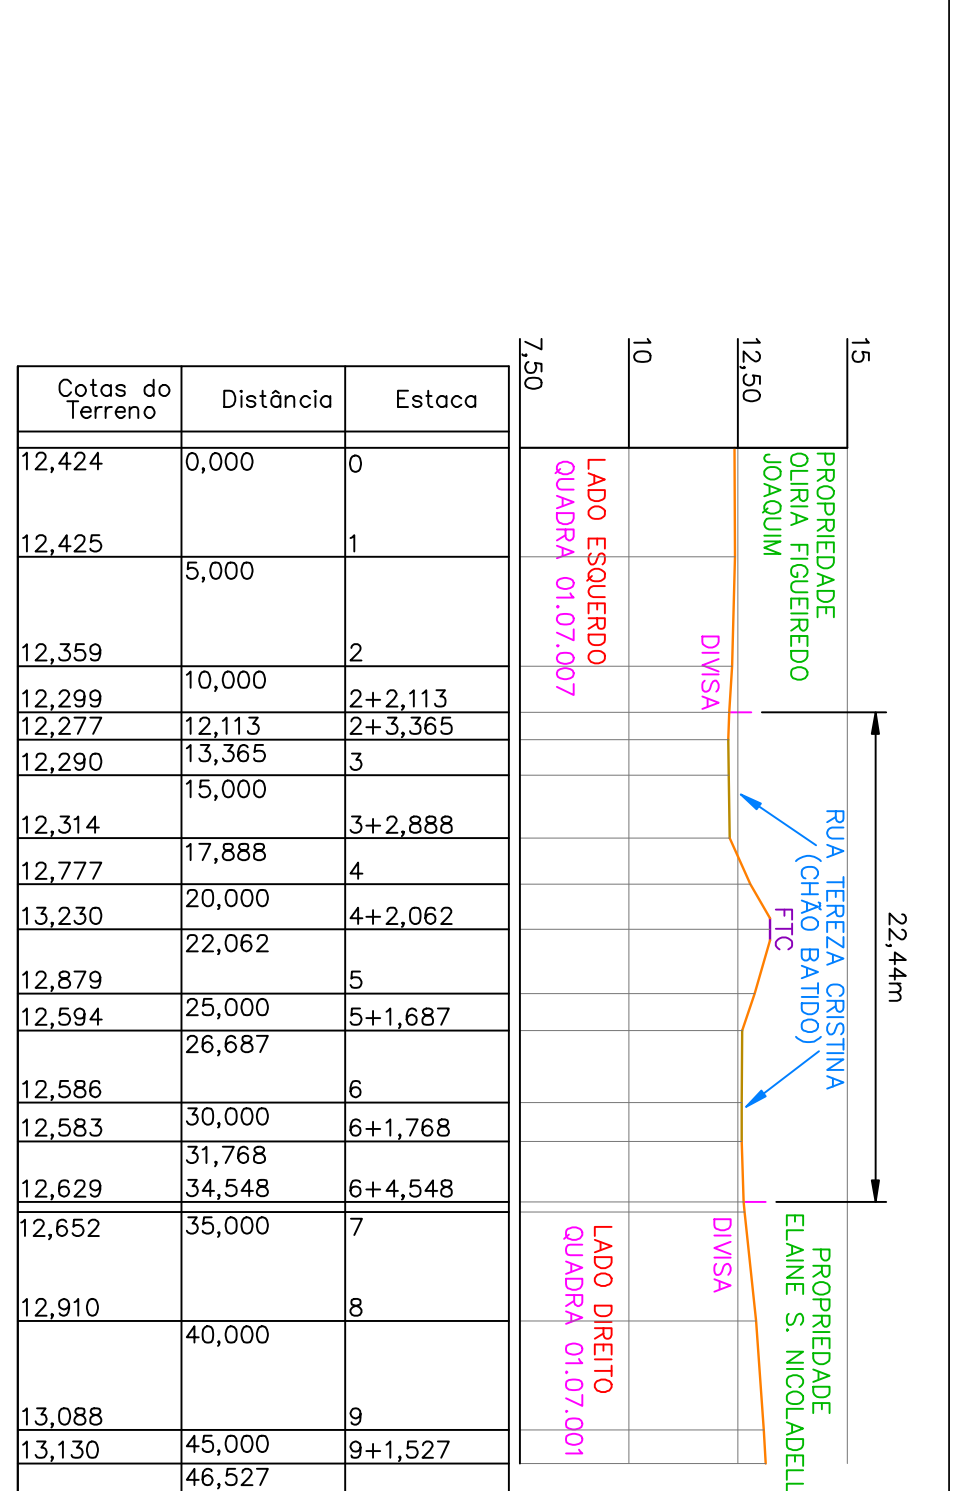 15
12,50
10
7,50
PROPRIEDADE
OLIRIA FIGUEIREDO
JOAQUIM
LADO ESQUERDO
QUADRA 01.07.007
DIVISA
22,44m
RUA TEREZA CRISTINA
(CHÃO BATIDO)
FTC
DIVISA
PROPRIEDADE
ELAINE S. NICOLADELL
LADO DIREITO
QUADRA 01.07.001
Cotas do
Terreno
Distância
Estaca
12,424 0,000 0
12,425 1
5,000
12,359 2
10,000
12,299 2+2,113
12,277 12,113 2+3,365
13,365
12,290 3
15,000
12,314 3+2,888
17,888
12,777 4
20,000
13,230 4+2,062
22,062
12,879 5
25,000
12,594 5+1,687
26,687
12,586 6
30,000
12,583 6+1,768
31,768
12,629 34,548 6+4,548
12,652 35,000 7
12,910 8
40,000
13,088 9
45,000
13,130 9+1,527
46,527